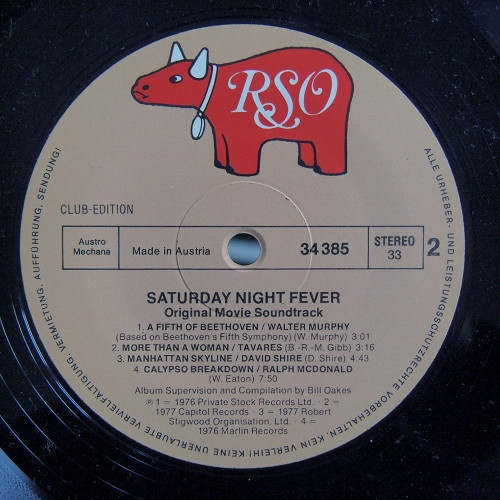 RSO
CLUB-EDITION
Austro
Mechana
Made in Austria
34 385
STEREO
33
2
SATURDAY NIGHT FEVER
Original Movie Soundtrack
1. A FIFTH OF BEETHOVEN / WALTER MURPHY
(Based on Beethoven's Fifth Symphony) (W. Murphy) 3:01
2. MORE THAN A WOMAN / TAVARES (B.-R.-M. Gibb) 3:16
3. MANHATTAN SKYLINE / DAVID SHIRE (D. Shire) 4:43
4. CALYPSO BREAKDOWN / RALPH MCDONALD
(W. Eaton) 7:50
Album Supervision and Compilation by Bill Oakes
℗ 1 = 1976 Private Stock Records Ltd. · 2 =
1977 Capitol Records · 3 = 1977 Robert
Stigwood Organisation, Ltd. · 4 =
1976 Marlin Records
ALLE URHEBER- UND LEISTUNGSSCHUTZRECHTE VORBEHALTEN. KEIN VERLEIH! KEINE UNERLAUBTE VERVIELFÄLTIGUNG, VERMIETUNG, AUFFÜHRUNG, SENDUNG!